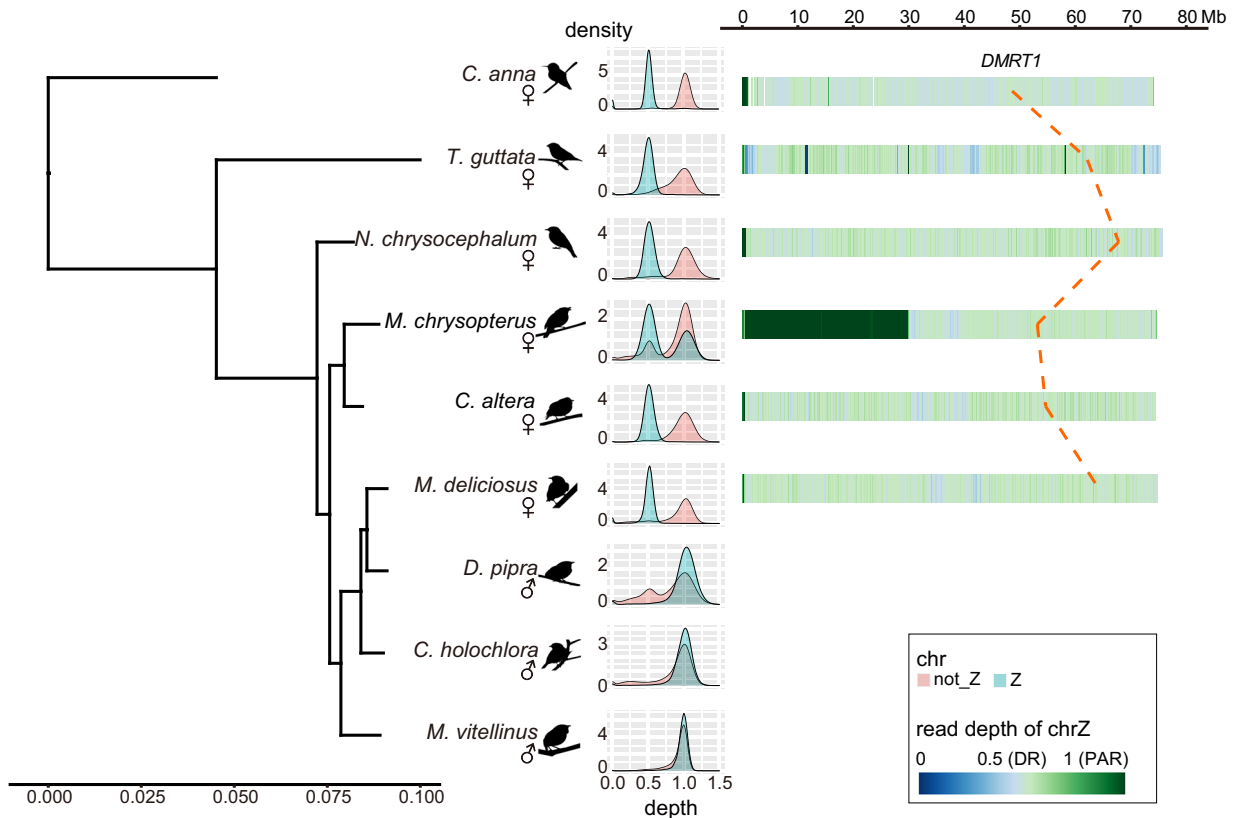 0 10 20 30 40 50 60 70 80 Mb
density
DMRT1
C. anna
♀
5
0
T. guttata
♀
4
0
N. chrysocephalum
♀
4
0
M. chrysopterus
♀
2
0
C. altera
♀
4
0
M. deliciosus
♀
4
0
D. pipra
♂
2
0
C. holochlora
♂
3
0
M. vitellinus
♂
4
0
0.0 0.5 1.0 1.5
depth
0.000 0.025 0.050 0.075 0.100
chr
not_Z Z
read depth of chrZ
0 0.5 (DR) 1 (PAR)